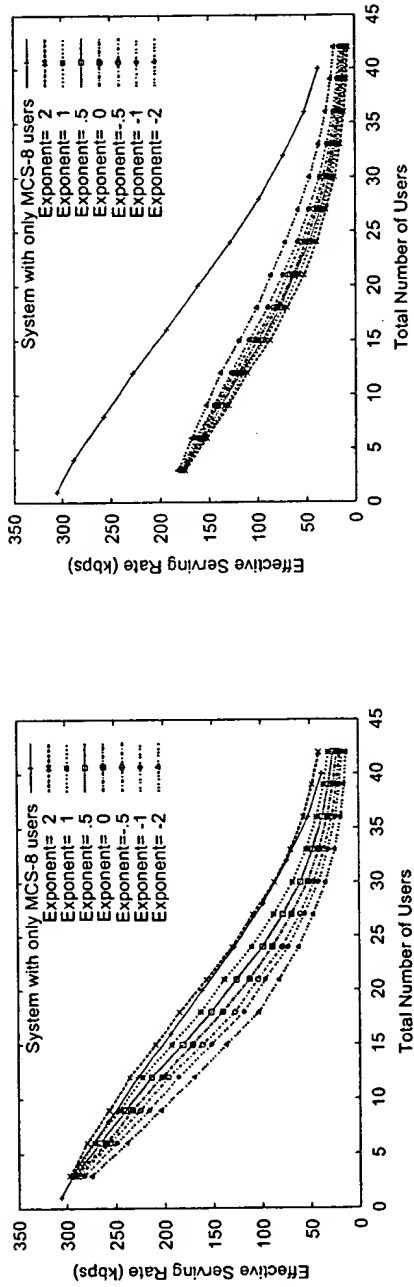 350
300
250
200
150
100
50
0
Effective Serving Rate (kbps)
System with only MCS-8 users
Exponent= 2
Exponent= 1
Exponent= .5
Exponent= 0
Exponent=-.5
Exponent= -1
Exponent= -2
0 5 10 15 20 25 30 35 40 45
Total Number of Users
350
300
250
200
150
100
50
0
Effective Serving Rate (kbps)
System with only MCS-8 users
Exponent= 2
Exponent= 1
Exponent= .5
Exponent= 0
Exponent=-.5
Exponent= -1
Exponent= -2
0 5 10 15 20 25 30 35 40 45
Total Number of Users